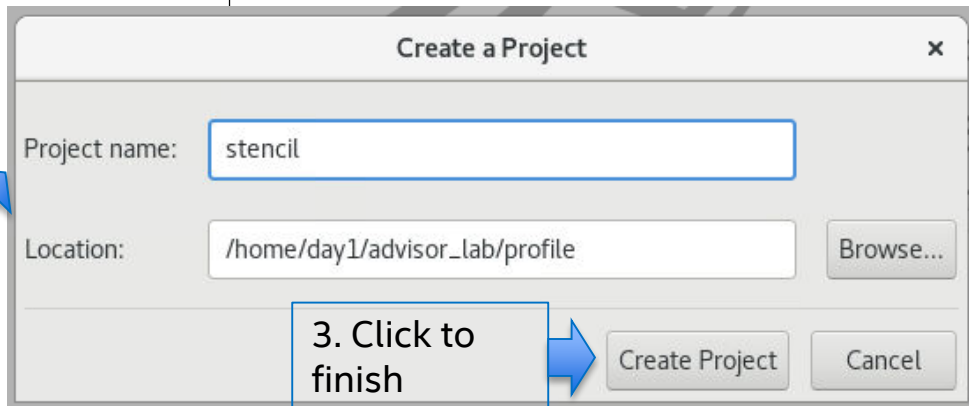 Create a Project ×
Project name: stencil
Location: /home/day1/advisor_lab/profile Browse...
3. Click to
finish
Create Project Cancel